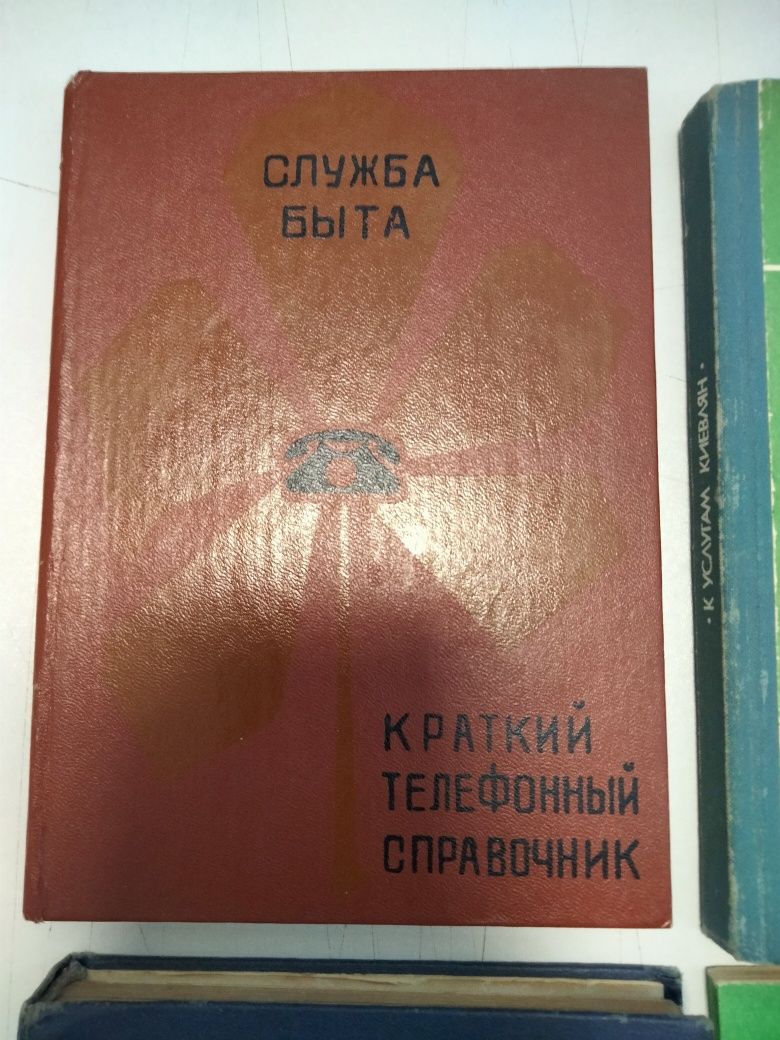 СЛУЖБА
БЫТА
КРАТКИЙ
ТЕЛЕФОННЫЙ
СПРАВОЧНИК
• К УСЛУГАМ КИЕВЛЯН •